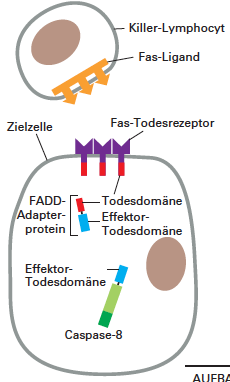 Killer-Lymphocyt
Fas-Ligand
Zielzelle
Fas-Todesrezeptor
FADD-
Adapter-
protein
Todesdomäne
Effektor-
Todesdomäne
Effektor-
Todesdomäne
Caspase-8